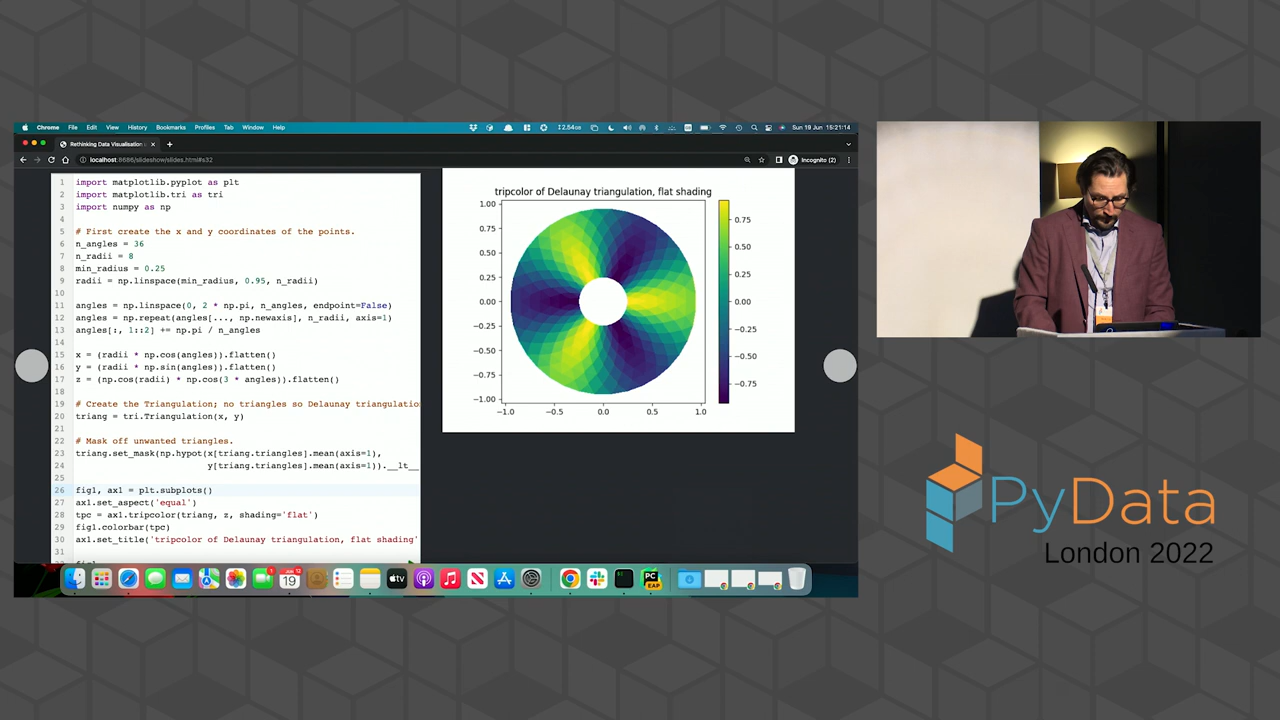 Chrome File Edit View History Bookmarks Profiles Tab Window Help
Sun 19 Jun 15:21:14
Rethinking Data Visualisation
localhost:8686/slideshow/slides.html#s32
Incognito (2)
1 import matplotlib.pyplot as plt
2 import matplotlib.tri as tri
3 import numpy as np
4
5 # First create the x and y coordinates of the points.
6 n_angles = 36
7 n_radii = 8
8 min_radius = 0.25
9 radii = np.linspace(min_radius, 0.95, n_radii)
10
11 angles = np.linspace(0, 2 * np.pi, n_angles, endpoint=False)
12 angles = np.repeat(angles[..., np.newaxis], n_radii, axis=1)
13 angles[:, 1::2] += np.pi / n_angles
14
15 x = (radii * np.cos(angles)).flatten()
16 y = (radii * np.sin(angles)).flatten()
17 z = (np.cos(radii) * np.cos(3 * angles)).flatten()
18
19 # Create the Triangulation; no triangles so Delaunay triangulatio
20 triang = tri.Triangulation(x, y)
21
22 # Mask off unwanted triangles.
23 triang.set_mask(np.hypot(x[triang.triangles].mean(axis=1),
24 y[triang.triangles].mean(axis=1)).__lt__
25
26 fig1, ax1 = plt.subplots()
27 ax1.set_aspect('equal')
28 tpc = ax1.tripcolor(triang, z, shading='flat')
29 fig1.colorbar(tpc)
30 ax1.set_title('tripcolor of Delaunay triangulation, flat shading'
31
tripcolor of Delaunay triangulation, flat shading
1.00
0.75
0.50
0.25
0.00
−0.25
−0.50
−0.75
−1.00
−1.0 −0.5 0.0 0.5 1.0
0.75
0.50
0.25
0.00
−0.25
−0.50
−0.75
19
tv
PC
EAP
PyData
London 2022